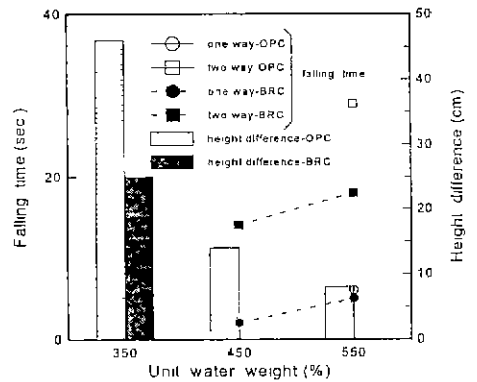 40
20
0
Falling time (sec)
one way-OPC
two way-OPC
one way-BRC
two way-BRC
falling time
height difference-OPC
height difference-BRC
50
40
30
20
10
0
Height difference (cm)
350 450 550
Unit water weight (%)